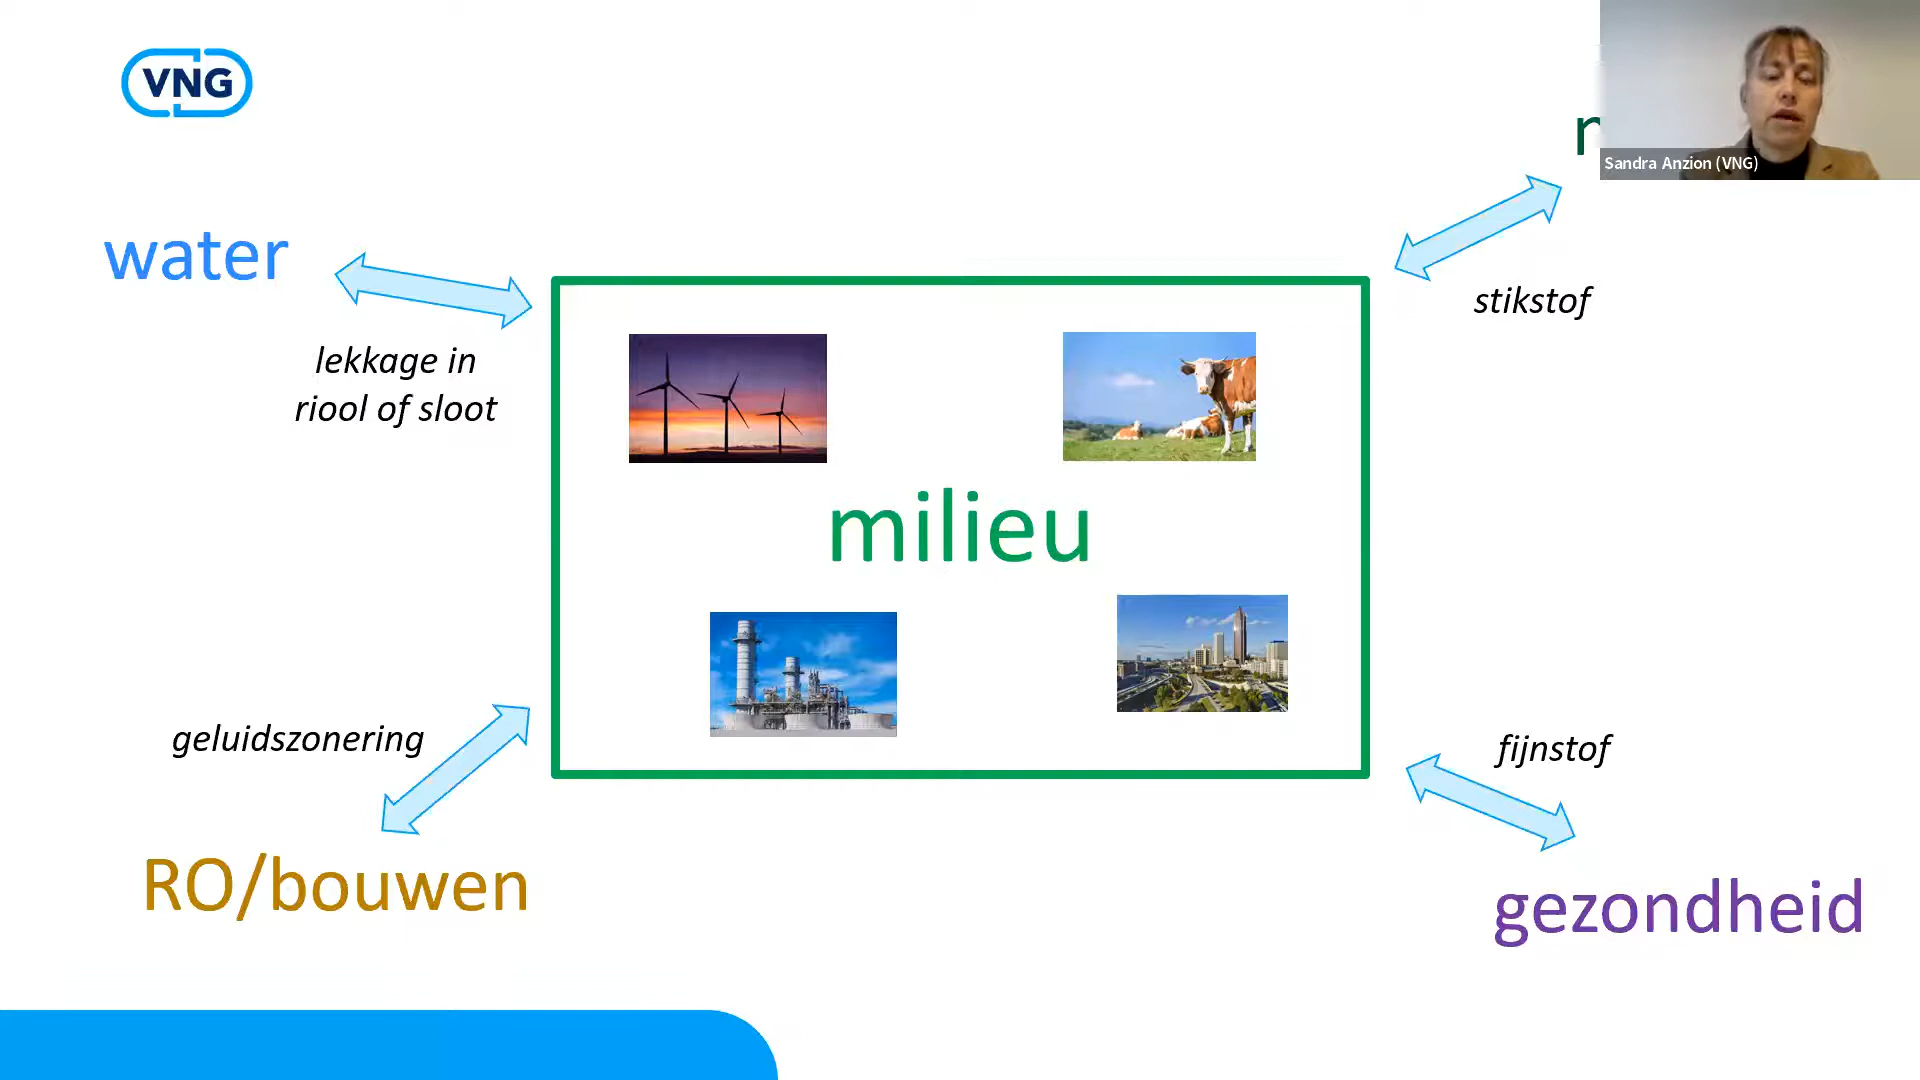 VNG
Sandra Anzion (VNG)
water
stikstof
lekkage in
riool of sloot
milieu
geluidszonering
fijnstof
RO/bouwen
gezondheid